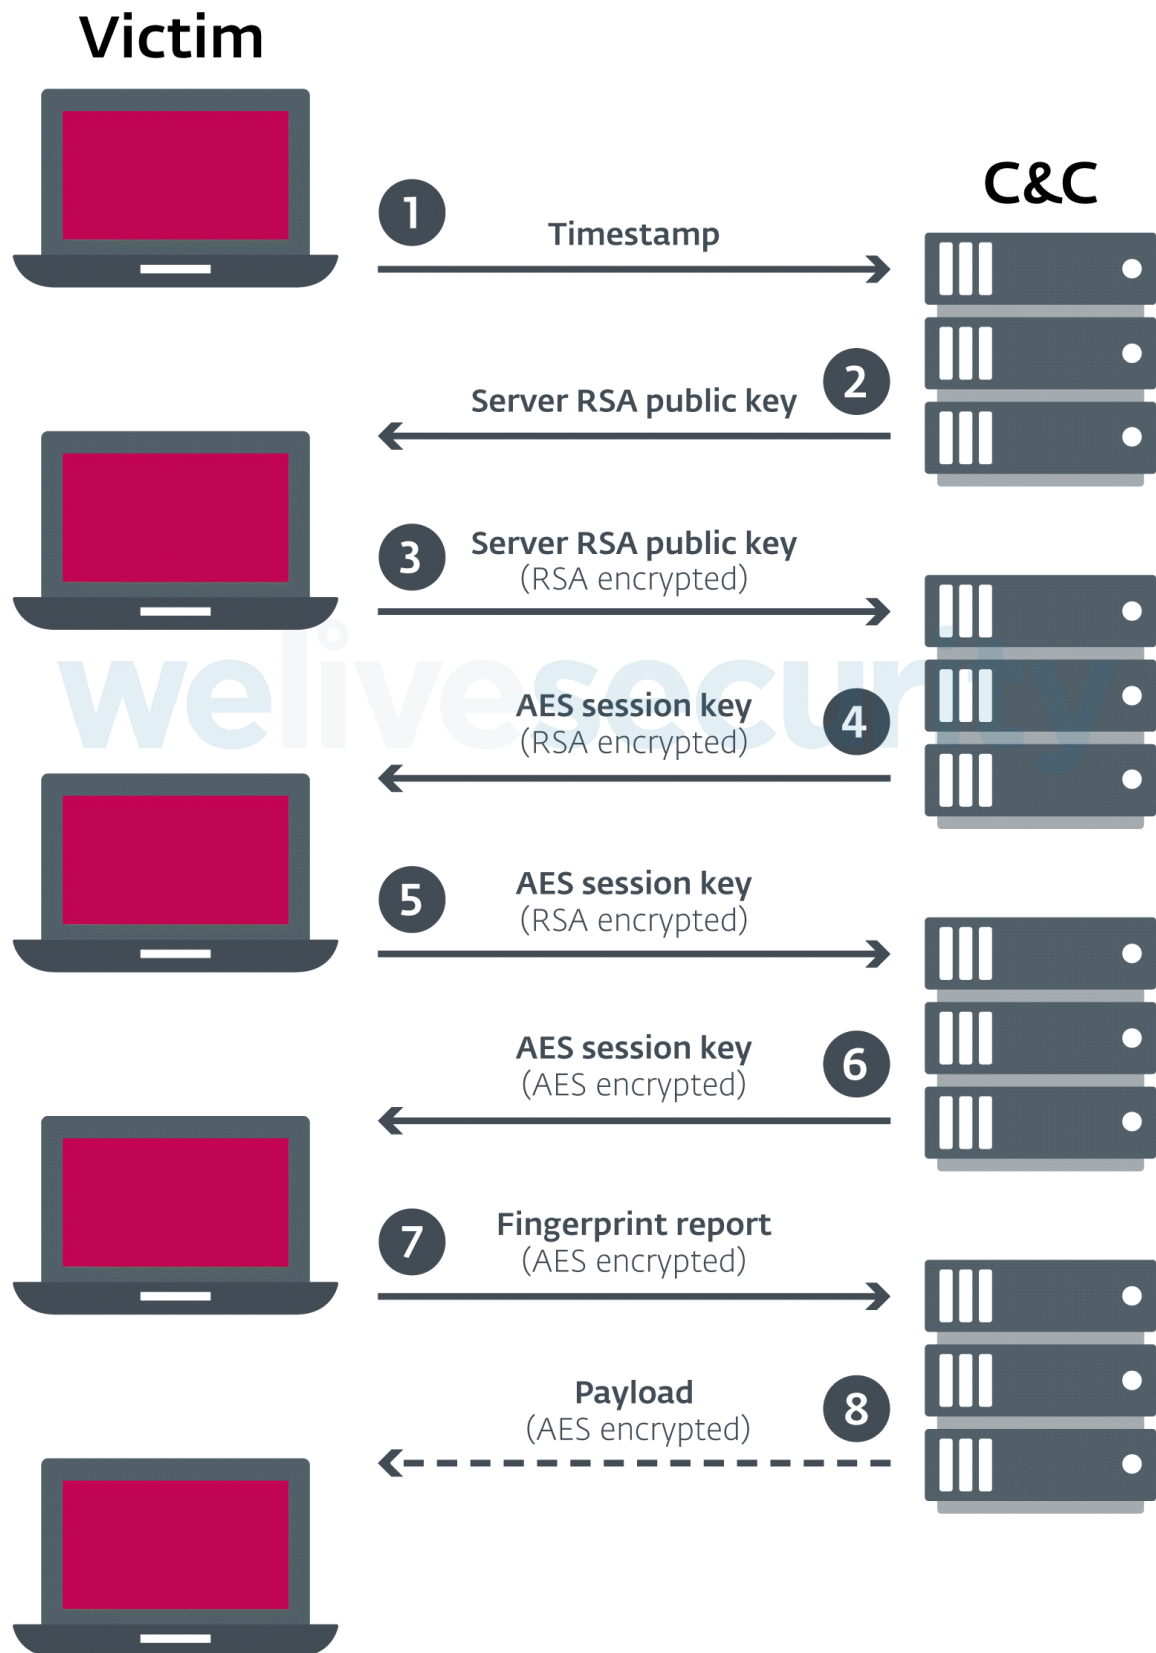 Victim
C&C
1
Timestamp
2
Server RSA public key
3
Server RSA public key
(RSA encrypted)
welivesecurity
4
AES session key
(RSA encrypted)
5
AES session key
(RSA encrypted)
6
AES session key
(AES encrypted)
7
Fingerprint report
(AES encrypted)
8
Payload
(AES encrypted)